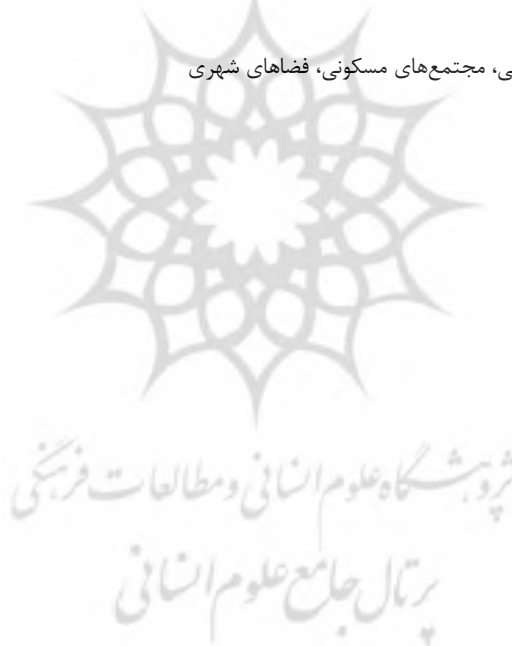 ی، مجتمع‌های مسکونی، فضاهای شهری
پژوهشگاه علوم انسانی و مطالعات فرهنگی
پرتال جامع علوم انسانی